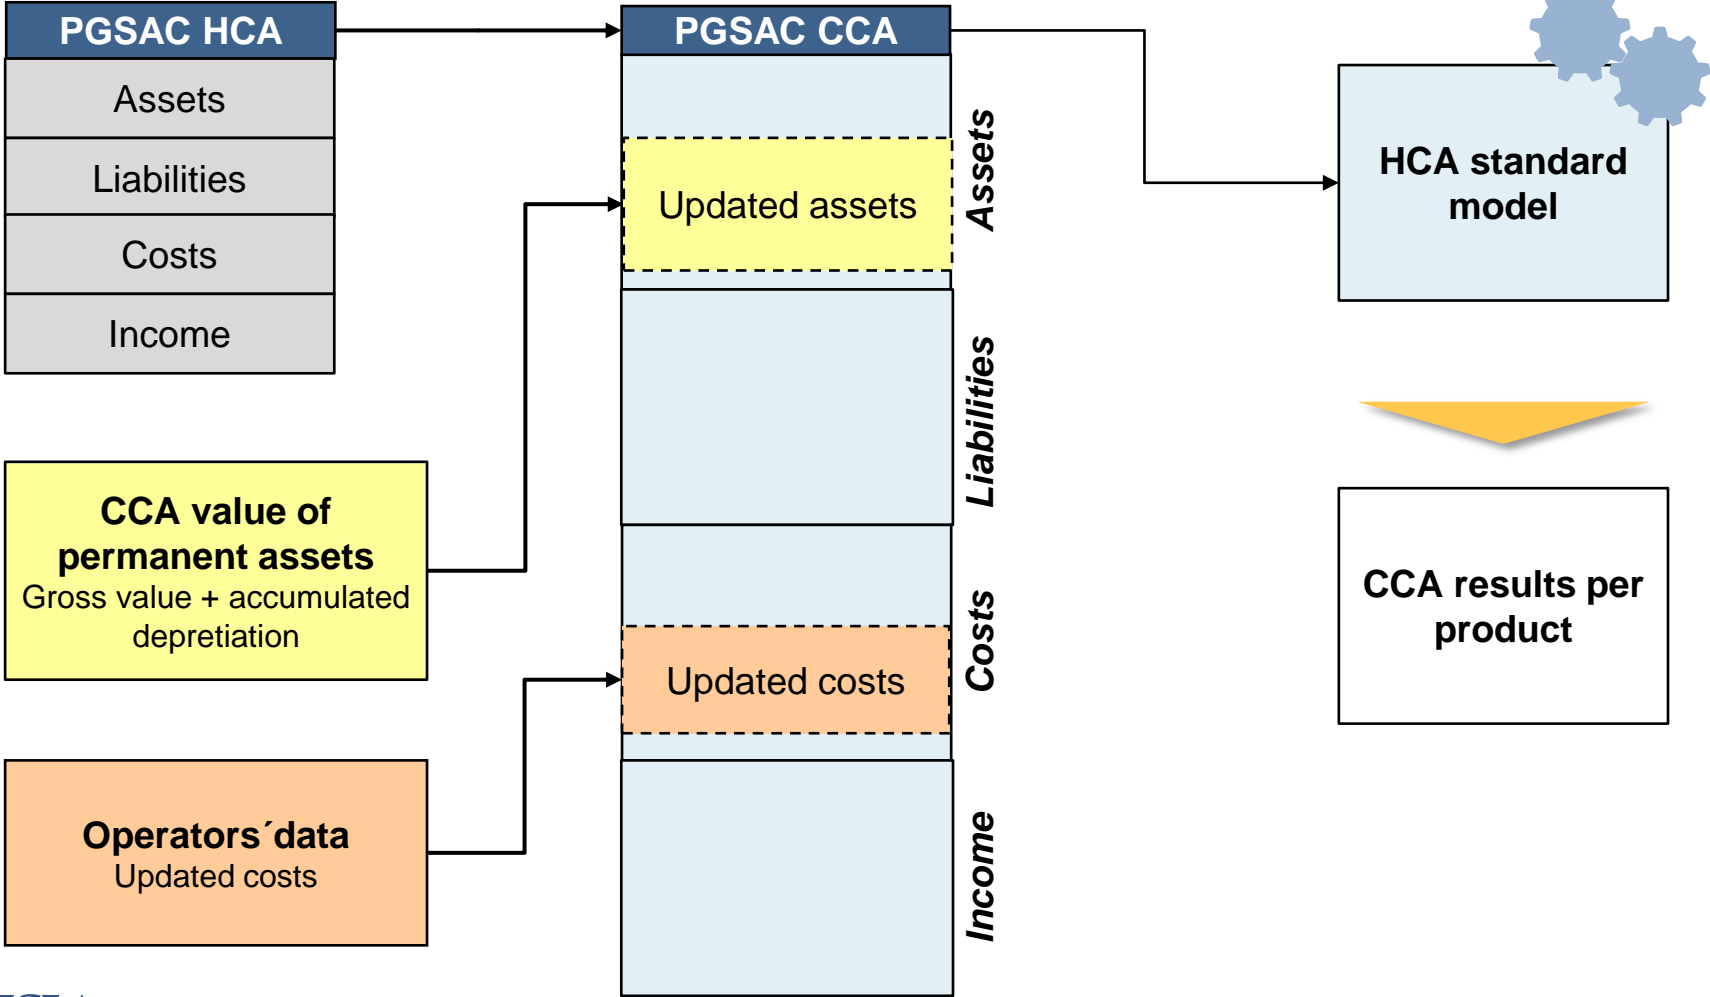 PGSAC HCA
Assets
Liabilities
Costs
Income
CCA value of
permanent assets
Gross value + accumulated
depretiation
Operators´data
Updated costs
PGSAC CCA
Updated assets
Updated costs
Assets
Liabilities
Costs
Income
HCA standard
model
CCA results per
product